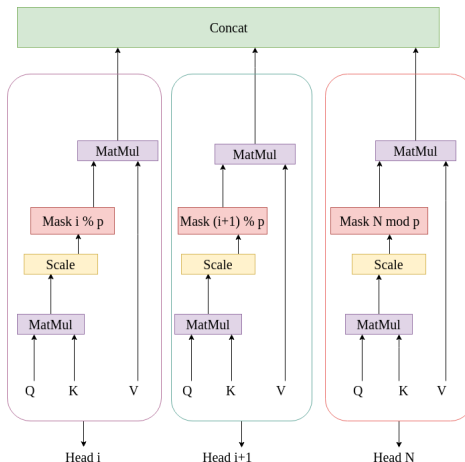 Concat
MatMul MatMul MatMul
Mask i % p Mask (i+1) % p Mask N mod p
Scale Scale Scale
MatMul MatMul MatMul
Q K V Q K V Q K V
Head i Head i+1 Head N